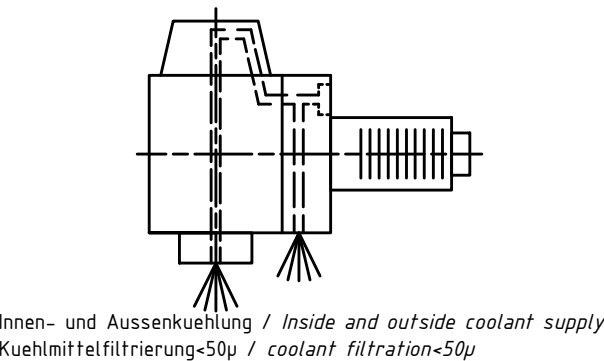 Innen- und Aussenkuehlung / Inside and outside coolant supply
Kuehlmittelfiltrierung<50µ / coolant filtration<50µ